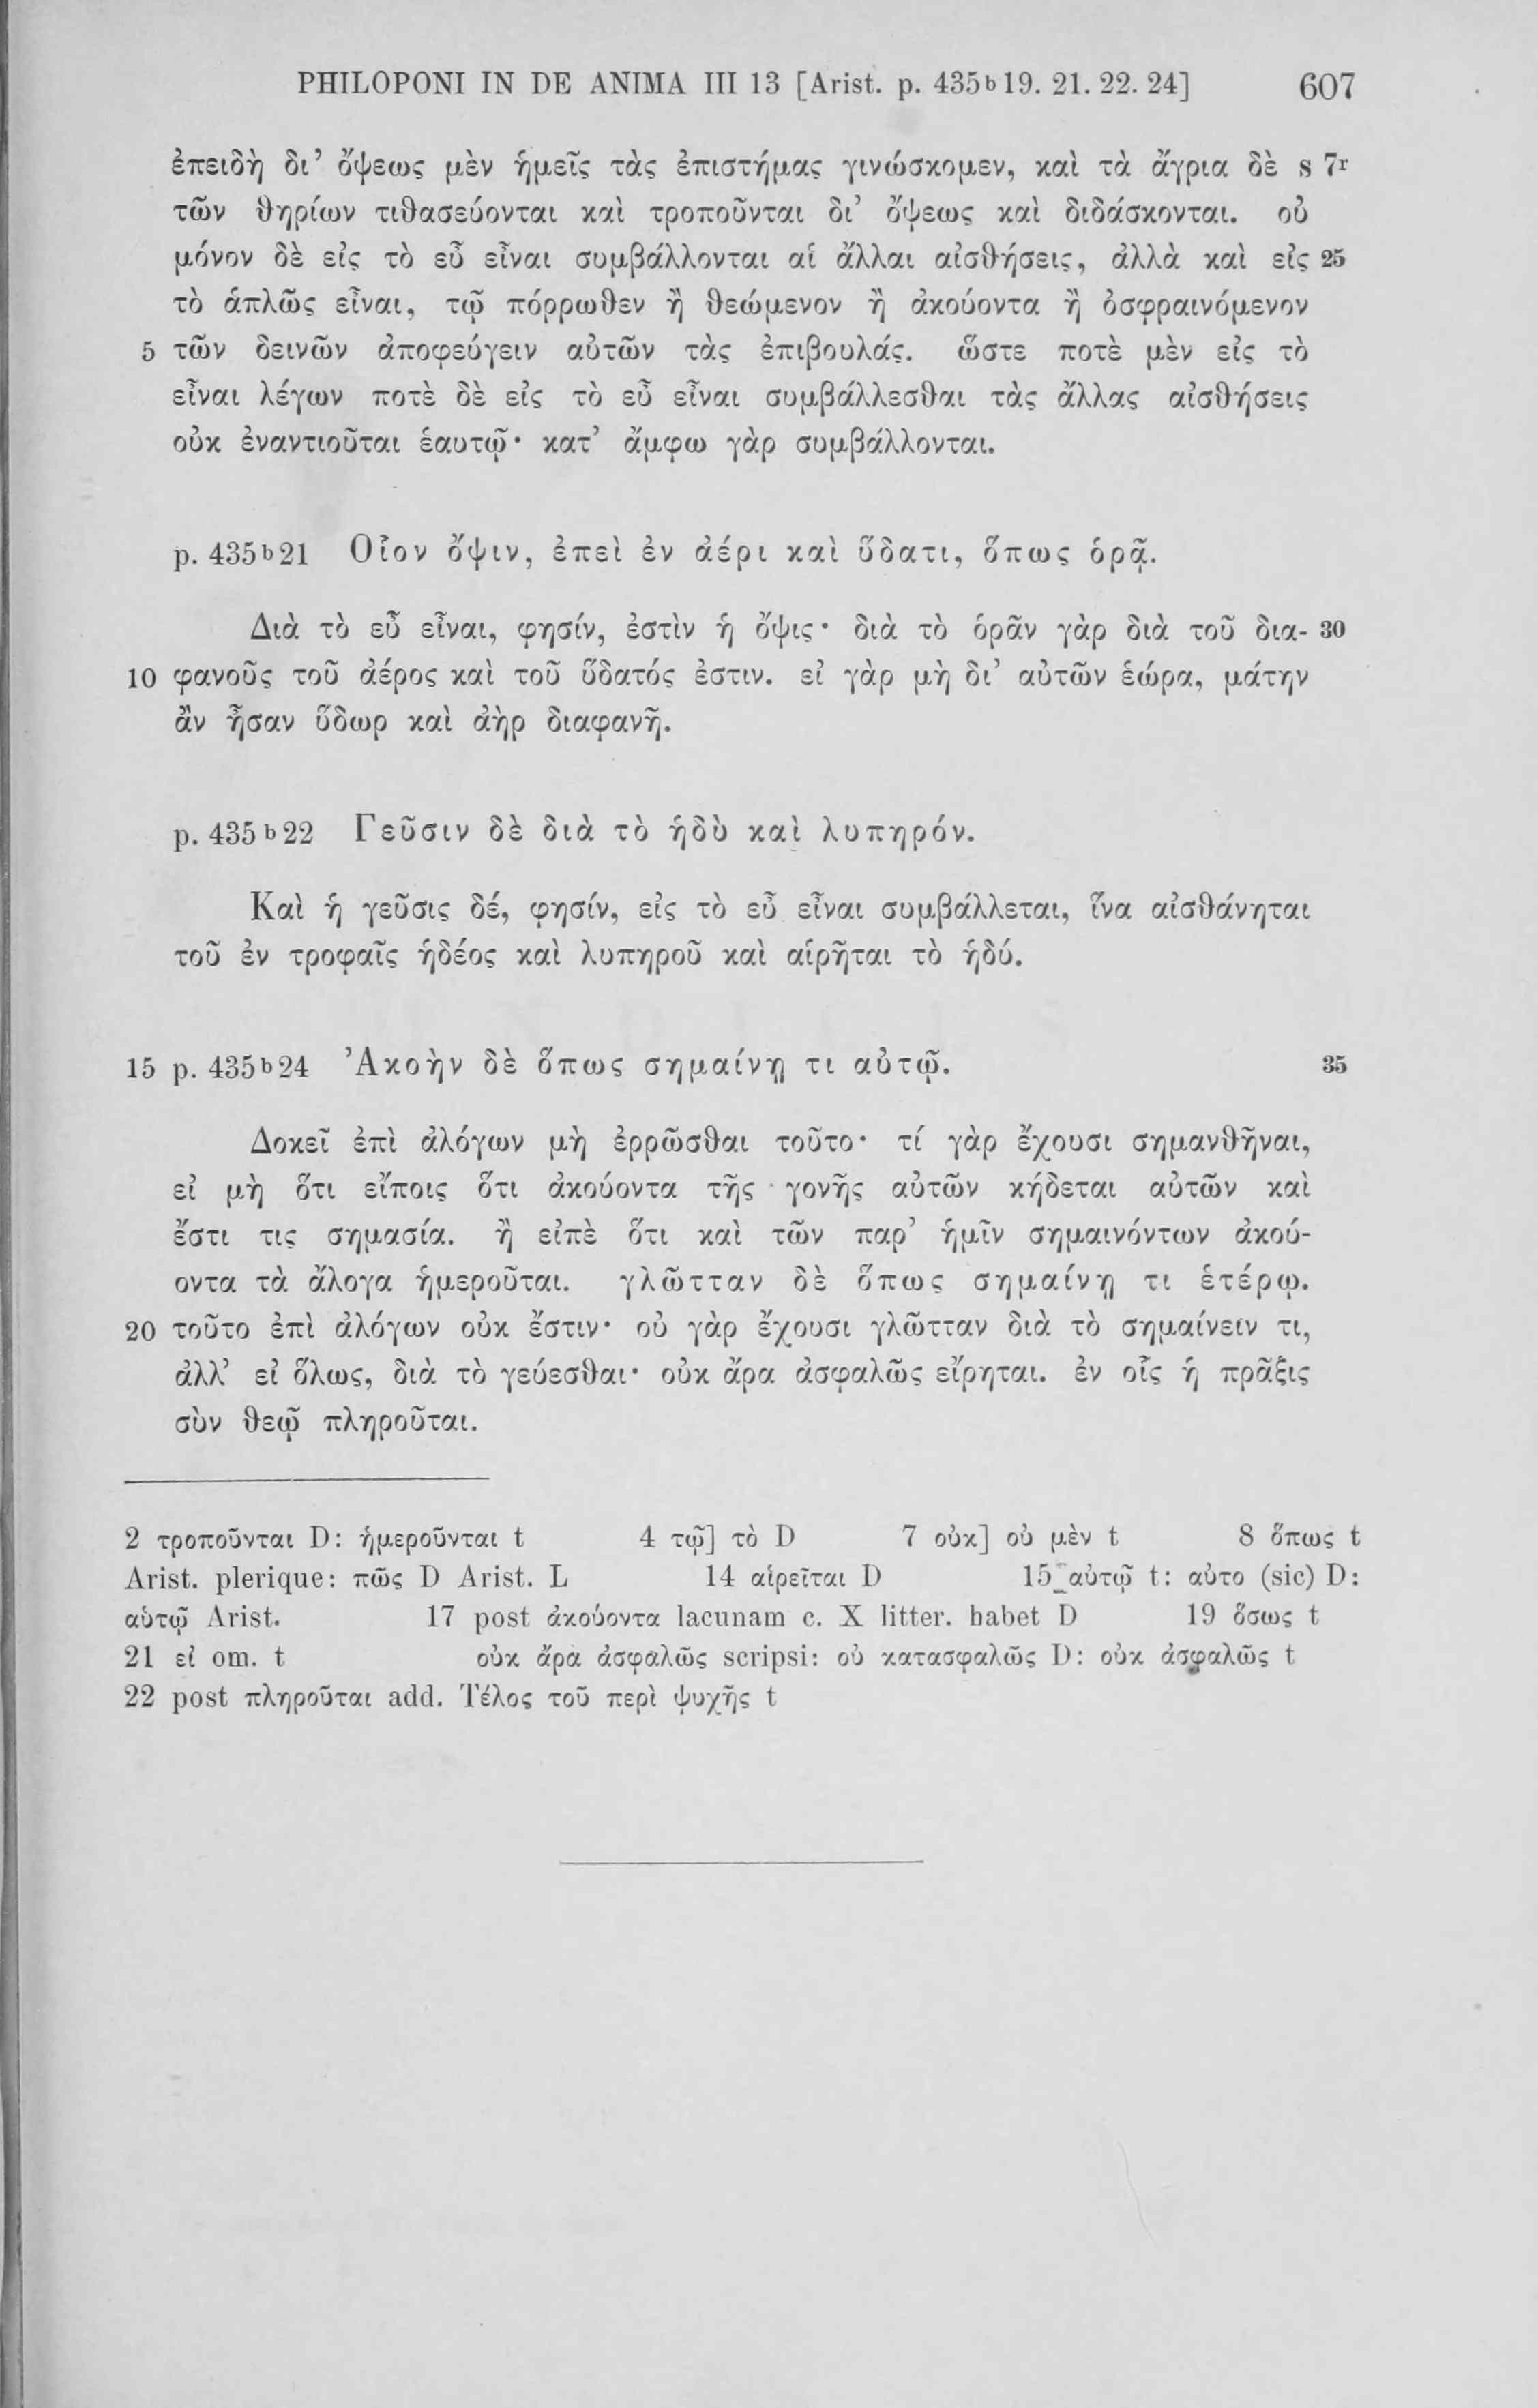 PHILOPONI IN DE ANIMA III 13 [Arist. p. 435b19. 21. 22. 24] 607
ἐπειδὴ δι’ ὄψεως μὲν ἡμεῖς τὰς ἐπιστήμας γινώσκομεν, καὶ τὰ ἄγρια δὲ s 7r
τῶν θηρίων τιθασεύονται καὶ τροποῦνται δι’ ὄψεως καὶ διδάσκονται. οὐ
μόνον δὲ εἰς τὸ εὖ εἶναι συμβάλλονται αἱ ἄλλαι αἰσθήσεις, ἀλλὰ καὶ εἰς 25
τὸ ἁπλῶς εἶναι, τῷ πόρρωθεν ἢ θεώμενον ἢ ἀκούοντα ἢ ὀσφραινόμενον
5 τῶν δεινῶν ἀποφεύγειν αὐτῶν τὰς ἐπιβουλάς. ὥστε ποτὲ μὲν εἰς τὸ
εἶναι λέγων ποτὲ δὲ εἰς τὸ εὖ εἶναι συμβάλλεσθαι τὰς ἄλλας αἰσθήσεις
οὐκ ἐναντιοῦται ἑαυτῷ· κατ’ ἄμφω γὰρ συμβάλλονται.
p. 435b21 Οἷον ὄψιν, ἐπεὶ ἐν ἀέρι καὶ ὕδατι, ὅπως ὁρᾷ.
Διὰ τὸ εὖ εἶναι, φησίν, ἐστὶν ἡ ὄψις· διὰ τὸ ὁρᾶν γὰρ διὰ τοῦ δια- 30
10 φανοῦς τοῦ ἀέρος καὶ τοῦ ὕδατός ἐστιν. εἰ γὰρ μὴ δι’ αὐτῶν ἑώρα, μάτην
ἂν ἦσαν ὕδωρ καὶ ἀὴρ διαφανῆ.
p. 435b22 Γεῦσιν δὲ διὰ τὸ ἡδὺ καὶ λυπηρόν.
Καὶ ἡ γεῦσις δέ, φησίν, εἰς τὸ εὖ εἶναι συμβάλλεται, ἵνα αἰσθάνηται
τοῦ ἐν τροφαῖς ἡδέος καὶ λυπηροῦ καὶ αἱρῆται τὸ ἡδύ.
15 p. 435b24 Ἀκοὴν δὲ ὅπως σημαίνῃ τι αὐτῷ. 35
Δοκεῖ ἐπὶ ἀλόγων μὴ ἐρρῶσθαι τοῦτο· τί γὰρ ἔχουσι σημανθῆναι,
εἰ μὴ ὅτι εἴποις ὅτι ἀκούοντα τῆς γονῆς αὐτῶν κήδεται αὐτῶν καὶ
ἔστι τις σημασία. ἢ εἰπὲ ὅτι καὶ τῶν παρ’ ἡμῖν σημαινόντων ἀκού-
οντα τὰ ἄλογα ἡμεροῦται. γλῶτταν δὲ ὅπως σημαίνῃ τι ἑτέρῳ.
20 τοῦτο ἐπὶ ἀλόγων οὐκ ἔστιν· οὐ γὰρ ἔχουσι γλῶτταν διὰ τὸ σημαίνειν τι,
ἀλλ’ εἰ ὅλως, διὰ τὸ γεύεσθαι· οὐκ ἄρα ἀσφαλῶς εἴρηται. ἐν οἷς ἡ πρᾶξις
σὺν θεῷ πληροῦται.
2 τροποῦνται D: ἡμεροῦνται t 4 τῷ] τὸ D 7 οὐκ] οὐ μὲν t 8 ὅπως t
Arist. plerique: πῶς D Arist. L 14 αἱρεῖται D 15 αὐτῷ t: αὐτο (sic) D:
αὑτῷ Arist. 17 post ἀκούοντα lacunam c. X litter. habet D 19 ὅσως t
21 εἰ om. t οὐκ ἄρα ἀσφαλῶς scripsi: οὐ κατασφαλῶς D: οὐκ ἀσφαλῶς t
22 post πληροῦται add. Τέλος τοῦ περὶ ψυχῆς t